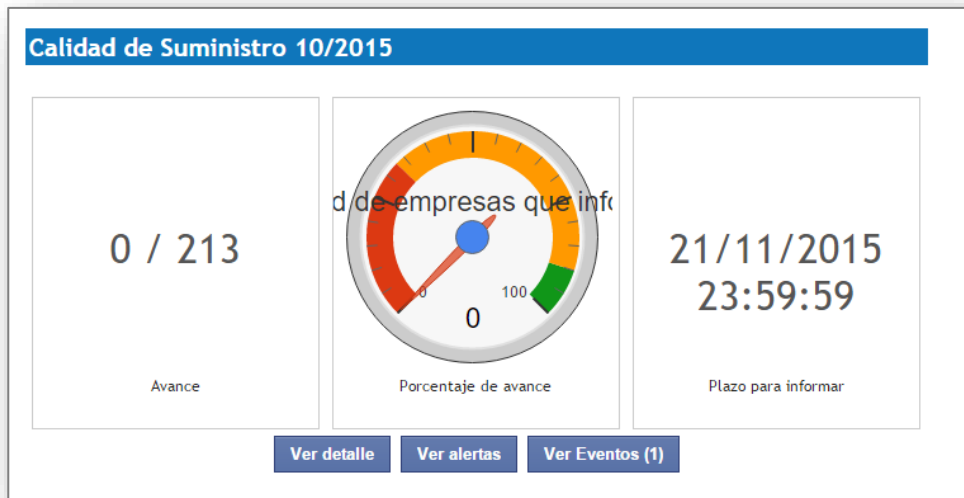 Calidad de Suministro 10/2015
0 / 213
Avance
d de empresas que info
0
100
0
Porcentaje de avance
21/11/2015
23:59:59
Plazo para informar
Ver detalle
Ver alertas
Ver Eventos (1)